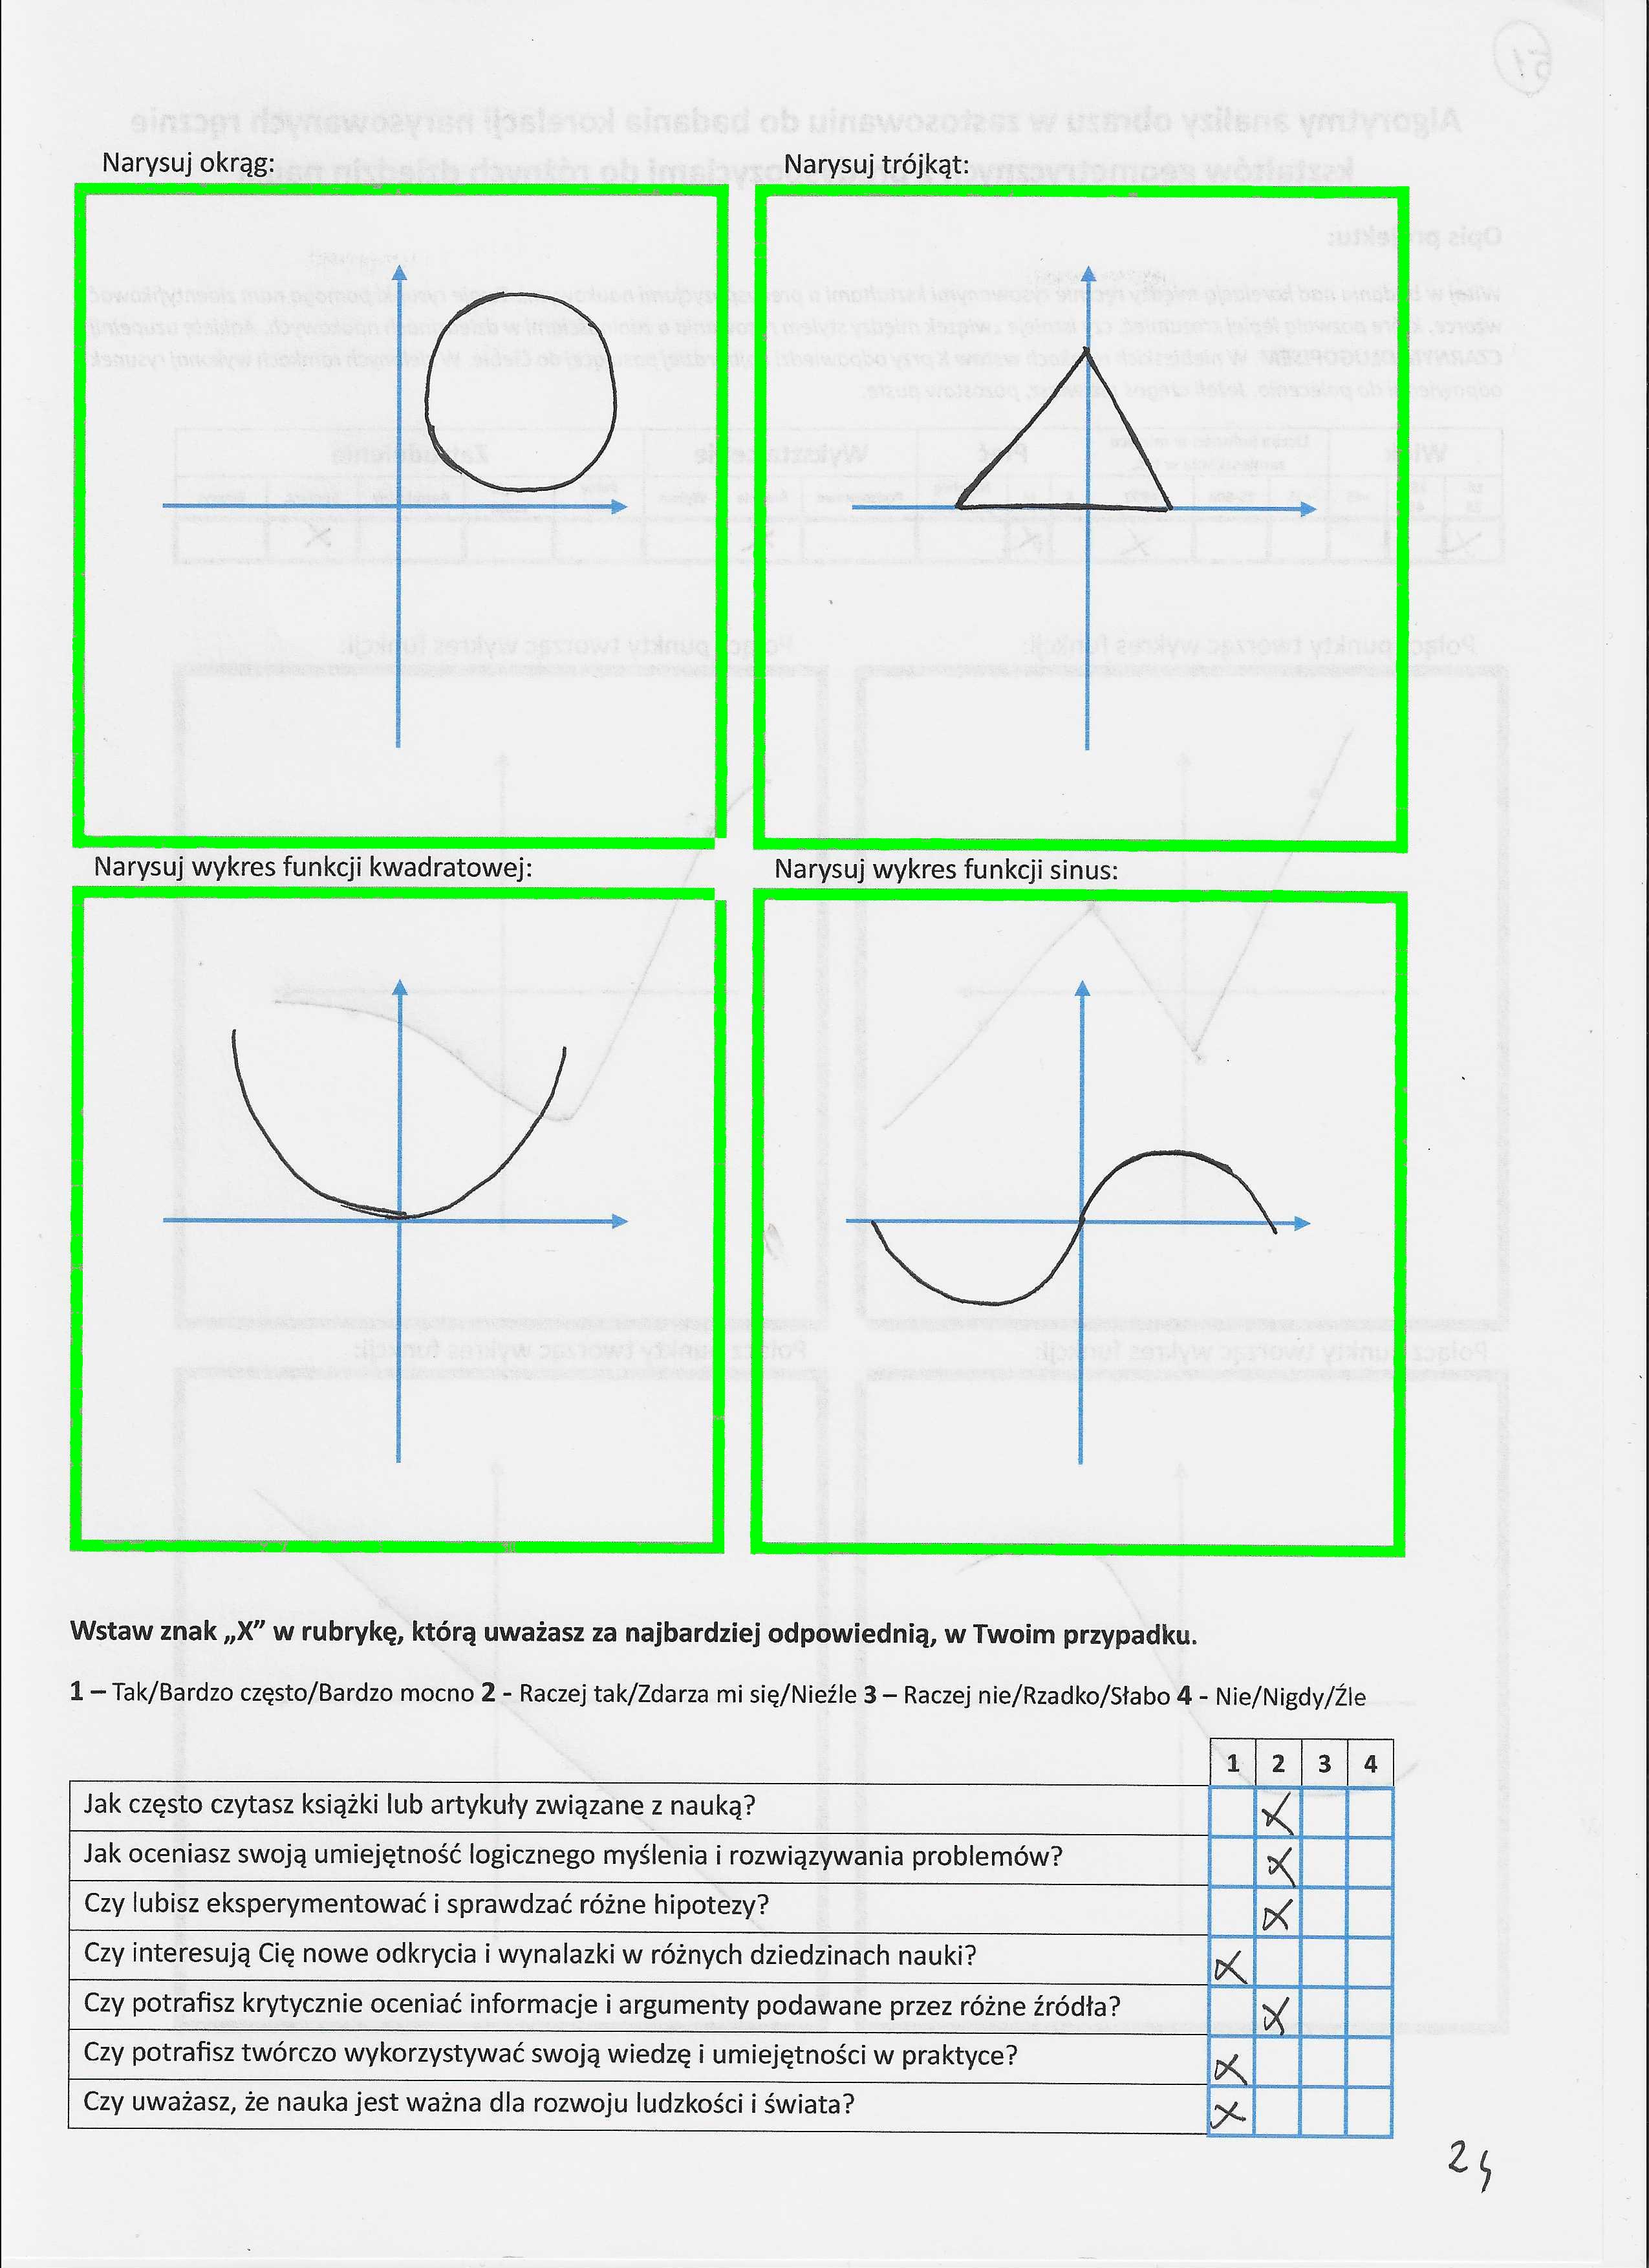 Narysuj okrąg:
Narysuj trójkąt:
Narysuj wykres funkcji kwadratowej:
Narysuj wykres funkcji sinus:
Wstaw znak „X” w rubrykę, którą uważasz za najbardziej odpowiednią, w Twoim przypadku.
1 – Tak/Bardzo często/Bardzo mocno 2 - Raczej tak/Zdarza mi się/Nieźle 3 – Raczej nie/Rzadko/Słabo 4 - Nie/Nigdy/Źle
1 2 3 4
Jak często czytasz książki lub artykuły związane z nauką? X
Jak oceniasz swoją umiejętność logicznego myślenia i rozwiązywania problemów? X
Czy lubisz eksperymentować i sprawdzać różne hipotezy? X
Czy interesują Cię nowe odkrycia i wynalazki w różnych dziedzinach nauki? X
Czy potrafisz krytycznie oceniać informacje i argumenty podawane przez różne źródła? X
Czy potrafisz twórczo wykorzystywać swoją wiedzę i umiejętności w praktyce? X
Czy uważasz, że nauka jest ważna dla rozwoju ludzkości i świata? X